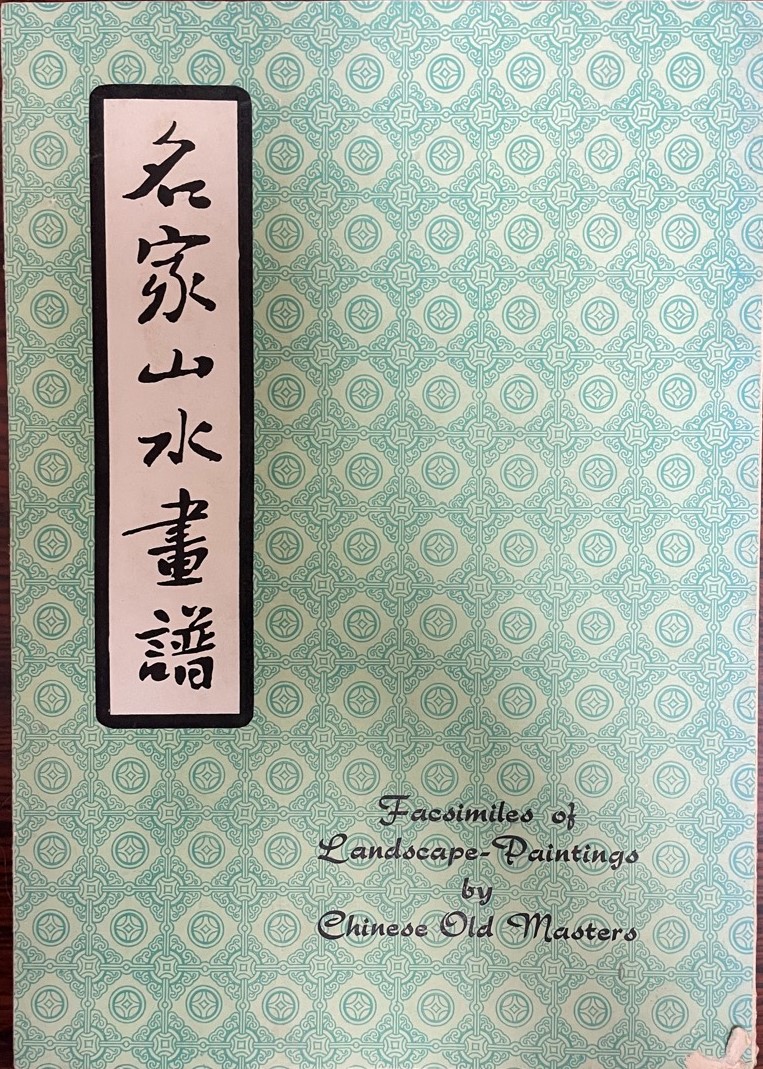 名家山水畫譜
Facsimiles of
Landscape-Paintings
by
Chinese Old Masters